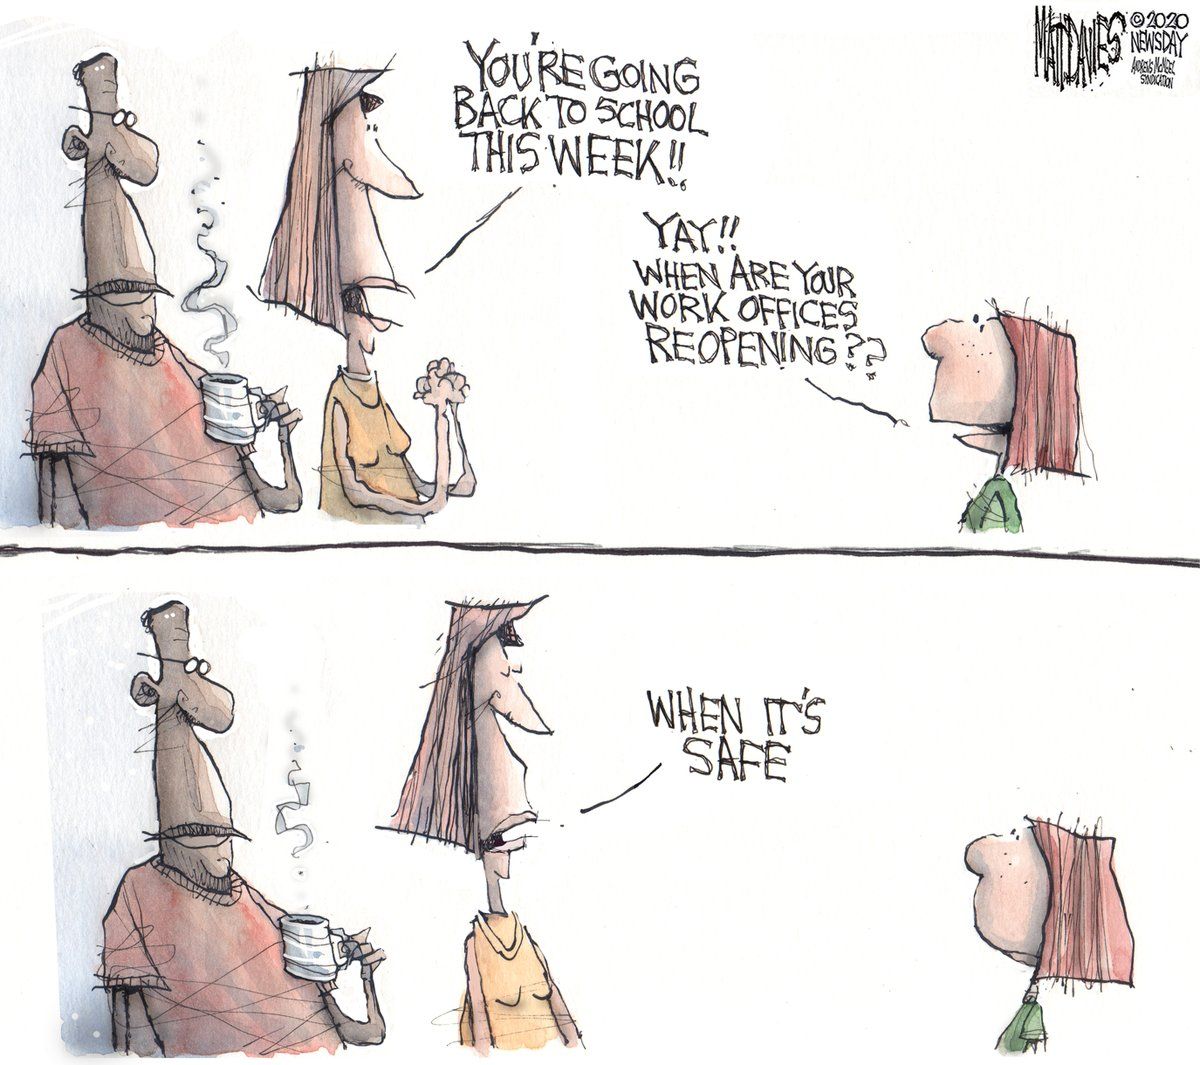 YOU'RE GOING
BACK TO SCHOOL
THIS WEEK!!
YAY!!
WHEN ARE YOUR
WORK OFFICES
REOPENING??
MATT DAVIES
©2020
NEWSDAY
ANDREWS McMEEL
SYNDICATION
WHEN IT'S
SAFE